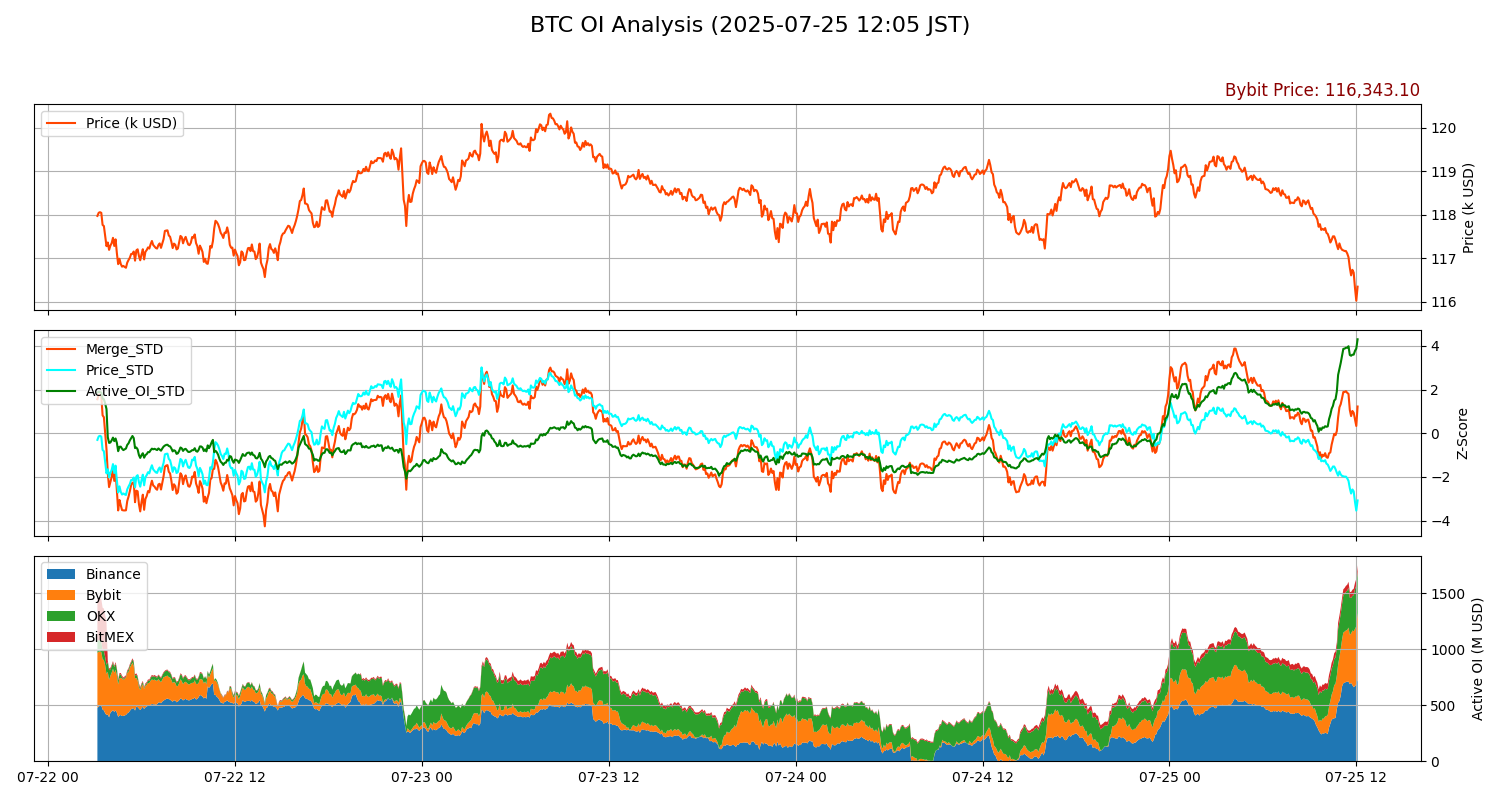 BTC OI Analysis (2025-07-25 12:05 JST)
Bybit Price: 116,343.10
Price (k USD)
120
119
118
117
116
Price (k USD)
Merge_STD
Price_STD
Active_OI_STD
4
2
0
−2
−4
Z-Score
Binance
Bybit
OKX
BitMEX
1500
1000
500
0
Active OI (M USD)
07-22 00
07-22 12
07-23 00
07-23 12
07-24 00
07-24 12
07-25 00
07-25 12